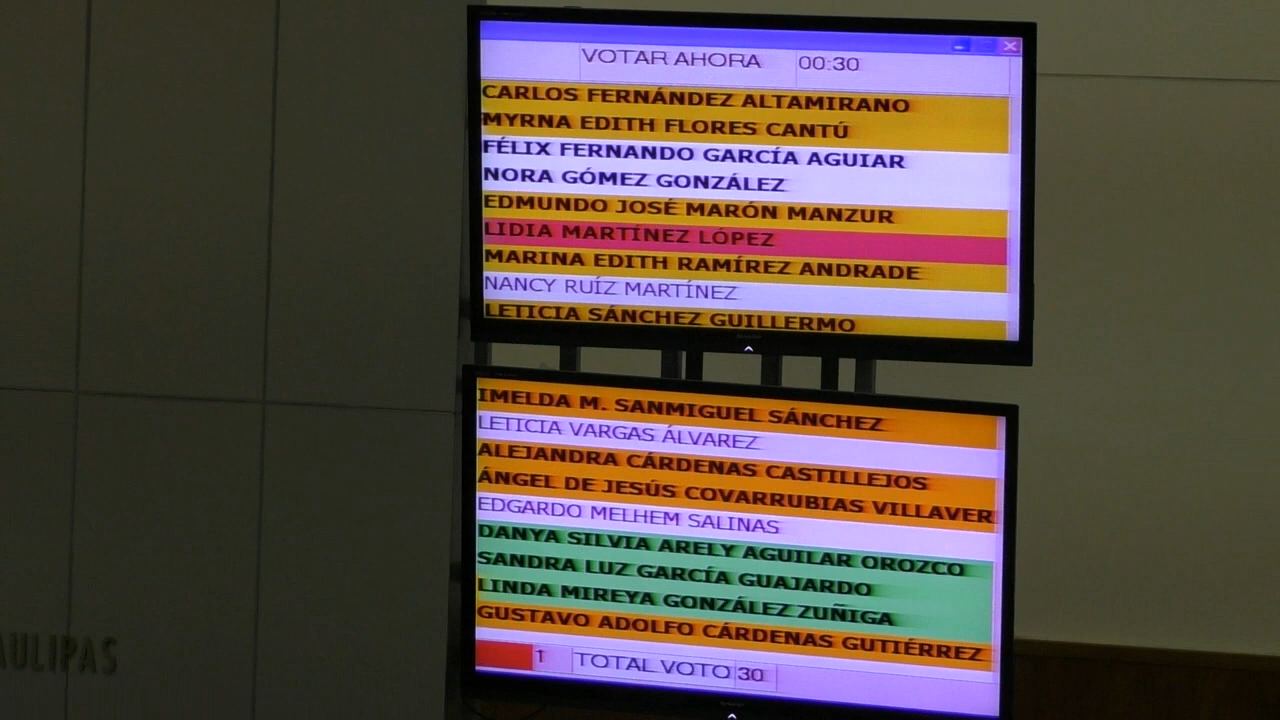 VOTAR AHORA 00:30
CARLOS FERNÁNDEZ ALTAMIRANO
MYRNA EDITH FLORES CANTÚ
FÉLIX FERNANDO GARCÍA AGUIAR
NORA GÓMEZ GONZÁLEZ
EDMUNDO JOSÉ MARÓN MANZUR
LIDIA MARTÍNEZ LÓPEZ
MARINA EDITH RAMÍREZ ANDRADE
NANCY RUÍZ MARTÍNEZ
LETICIA SÁNCHEZ GUILLERMO
IMELDA M. SANMIGUEL SÁNCHEZ
LETICIA VARGAS ÁLVAREZ
ALEJANDRA CÁRDENAS CASTILLEJOS
ÁNGEL DE JESÚS COVARRUBIAS VILLAVER
EDGARDO MELHEM SALINAS
DANYA SILVIA ARELY AGUILAR OROZCO
SANDRA LUZ GARCÍA GUAJARDO
LINDA MIREYA GONZÁLEZ ZUÑIGA
GUSTAVO ADOLFO CÁRDENAS GUTIÉRREZ
1 TOTAL VOTO 30
AULIPAS